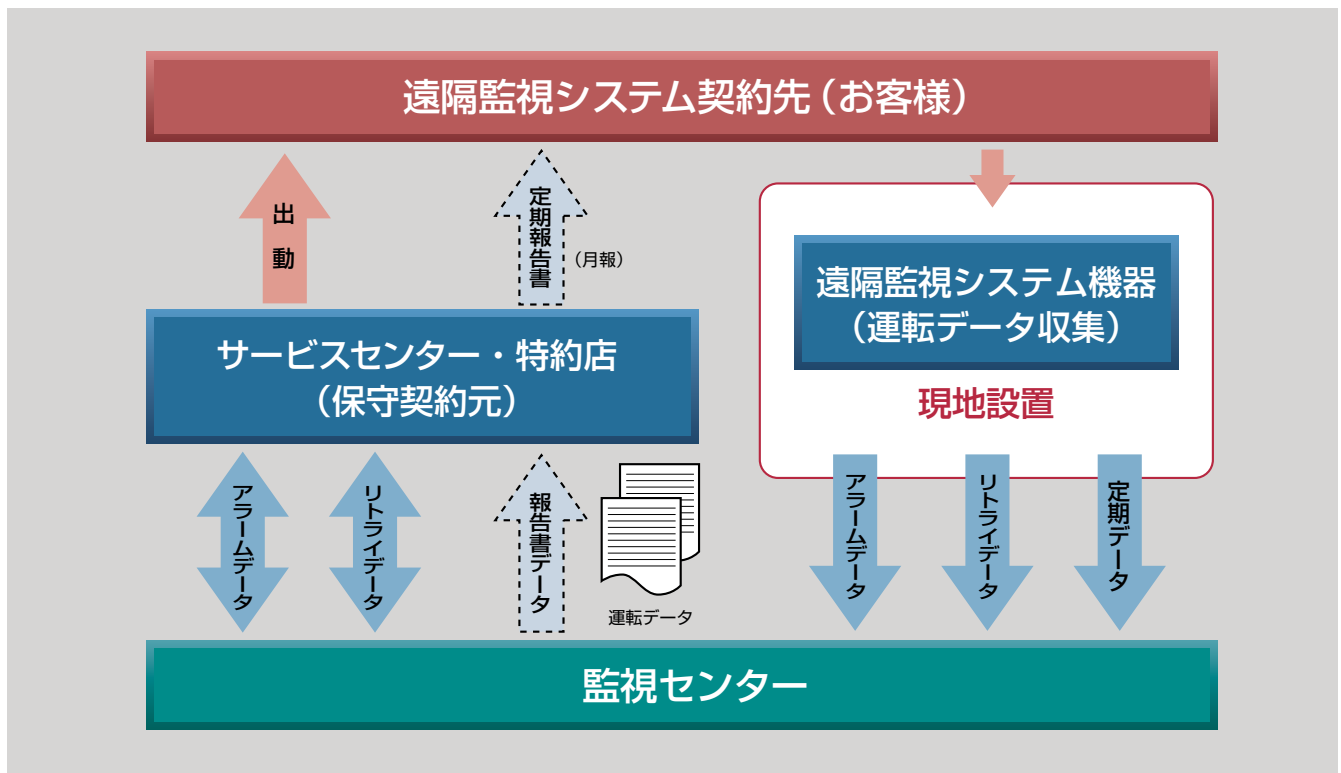 遠隔監視システム契約先（お客様）
出動
定期報告書
（月報）
遠隔監視システム機器
（運転データ収集）
現地設置
サービスセンター・特約店
（保守契約元）
アラームデータ
リトライデータ
報告書データ
運転データ
アラームデータ
リトライデータ
定期データ
監視センター